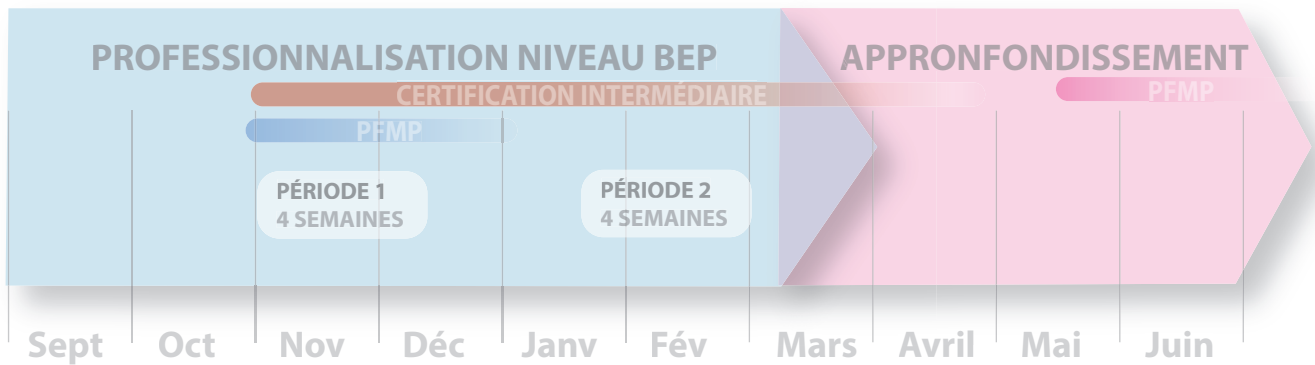 PROFESSIONNALISATION NIVEAU BEP
APPRONFONDISSEMENT
CERTIFICATION INTERMÉDIAIRE
PFMP
PFMP
PÉRIODE 1
4 SEMAINES
PÉRIODE 2
4 SEMAINES
Sept Oct Nov Déc Janv Fév Mars Avril Mai Juin